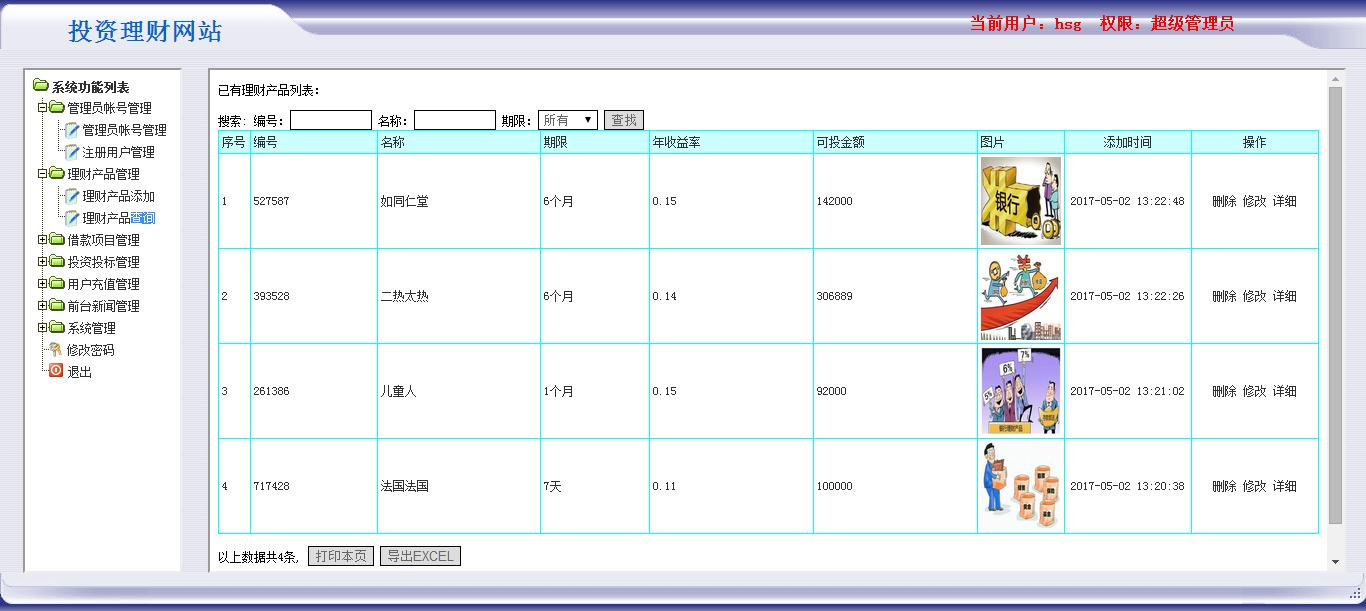 投资理财网站
当前用户：hsg 权限：超级管理员
系统功能列表
管理员帐号管理
管理员帐号管理
注册用户管理
理财产品管理
理财产品添加
理财产品查询
借款项目管理
投资投标管理
用户充值管理
前台新闻管理
系统管理
修改密码
退出
已有理财产品列表：
搜索：编号： 名称： 期限：所有 查找
序号 编号 名称 期限 年收益率 可投金额 图片 添加时间 操作
1 527587 如同仁堂 6个月 0.15 142000 银行 2017-05-02 13:22:48 删除 修改 详细
2 393528 二热太热 6个月 0.14 306889 2017-05-02 13:22:26 删除 修改 详细
3 261386 儿童人 1个月 0.15 92000 5% 6% 7% 银行理财产品 2017-05-02 13:21:02 删除 修改 详细
4 717428 法国法国 7天 0.11 100000 2017-05-02 13:20:38 删除 修改 详细
以上数据共4条， 打印本页 导出EXCEL